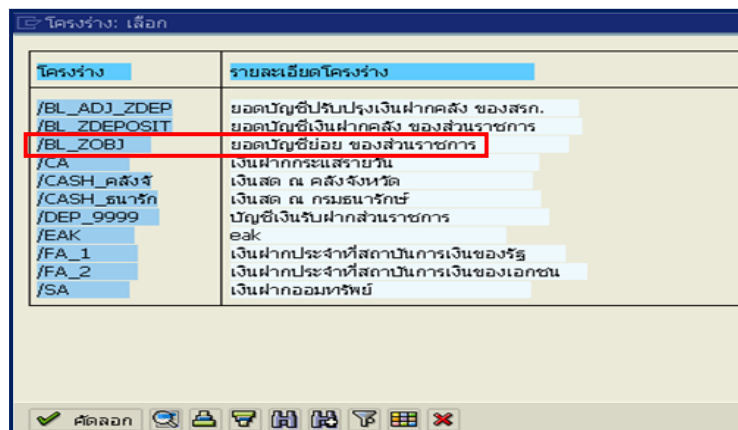 โครงร่าง: เลือก
โครงร่าง รายละเอียดโครงร่าง
/BL_ADJ_ZDEP ยอดบัญชีปรับปรุงเงินฝากคลัง ของสรก.
/BL_ZDEPOSIT ยอดบัญชีเงินฝากคลัง ของส่วนราชการ
/BL_ZOBJ ยอดบัญชีย่อย ของส่วนราชการ
/CA เงินฝากกระแสรายวัน
/CASH_คลังจั เงินสด ณ คลังจังหวัด
/CASH_ธนารัก เงินสด ณ กรมธนารักษ์
/DEP_9999 บัญชีเงินรับฝากส่วนราชการ
/EAK eak
/FA_1 เงินฝากประจำที่สถาบันการเงินของรัฐ
/FA_2 เงินฝากประจำที่สถาบันการเงินของเอกชน
/SA เงินฝากออมทรัพย์
คัดลอก